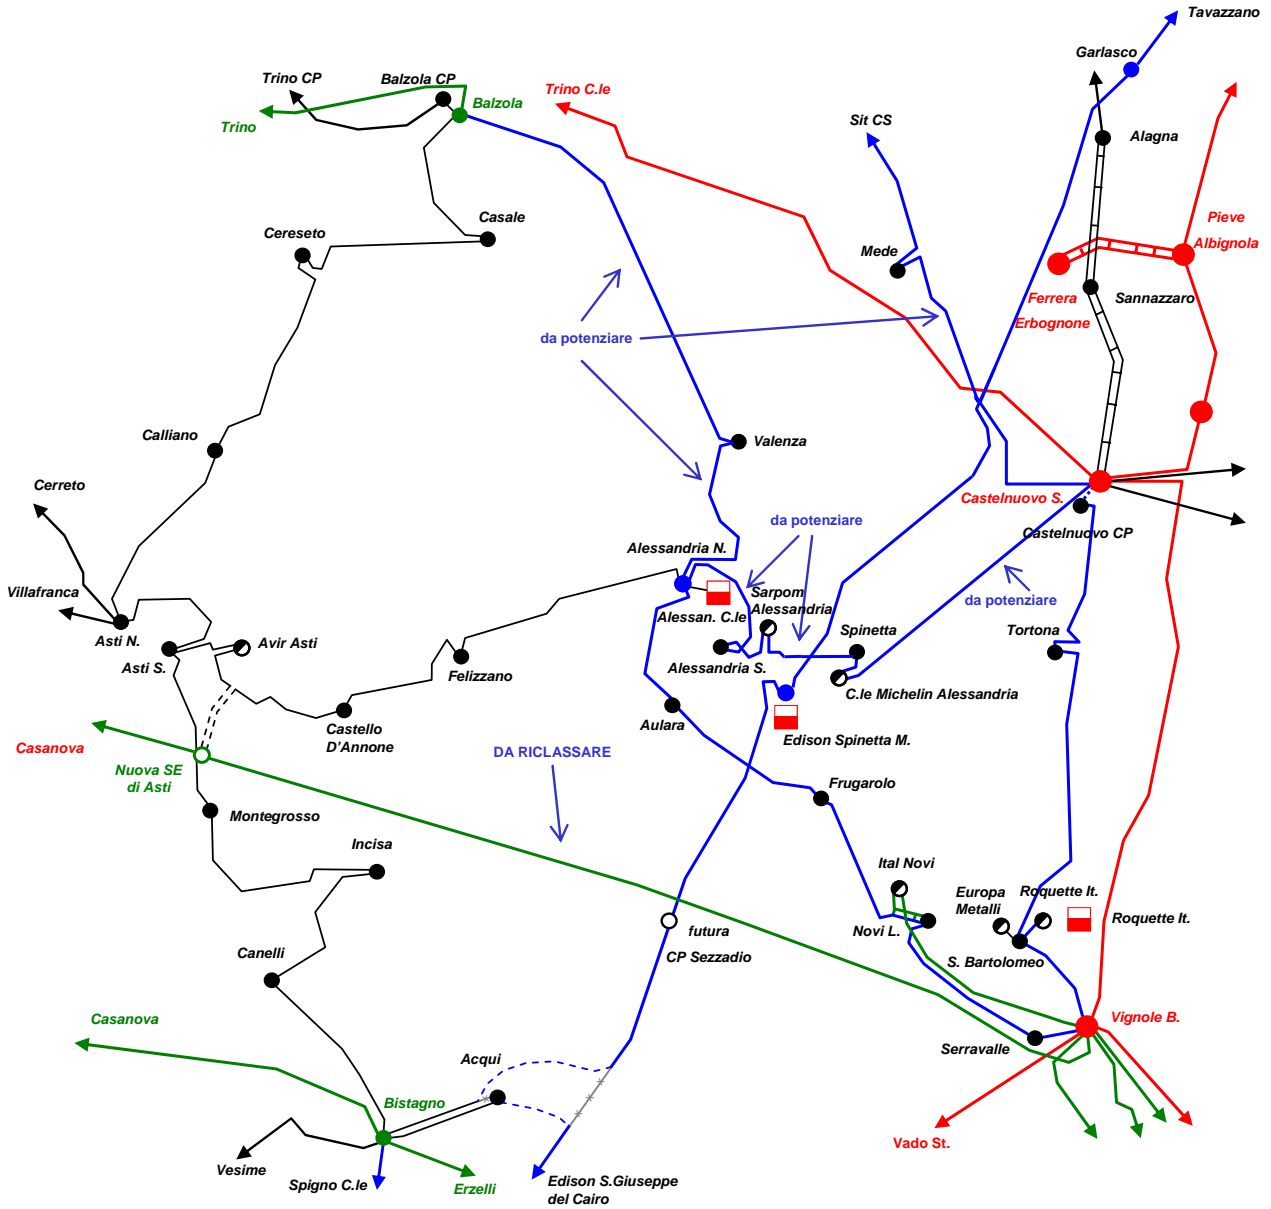 Tavazzano
Garlasco
Trino CP
Balzola CP
Balzola
Trino
Trino C.le
Sit CS
Alagna
Casale
Cereseto
Mede
Pieve
Albignola
Ferrera
Erbognone
Sannazzaro
da potenziare
Calliano
Valenza
Cerreto
Castelnuovo S.
Castelnuovo CP
da potenziare
Alessandria N.
Villafranca
Asti N.
Asti S.
Avir Asti
Alessan. C.le
Sarpom
Alessandria
da potenziare
Spinetta
Tortona
Alessandria S.
Felizzano
C.le Michelin Alessandria
Castello
D'Annone
Aulara
Edison Spinetta M.
Casanova
Nuova SE
di Asti
DA RICLASSARE
Montegrosso
Frugarolo
Incisa
Ital Novi
Europa
Metalli
Roquette It.
Roquette It.
Novi L.
futura
CP Sezzadio
S. Bartolomeo
Canelli
Casanova
Vignole B.
Serravalle
Acqui
Bistagno
Vado St.
Vesime
Spigno C.le
Erzelli
Edison S.Giuseppe
del Cairo